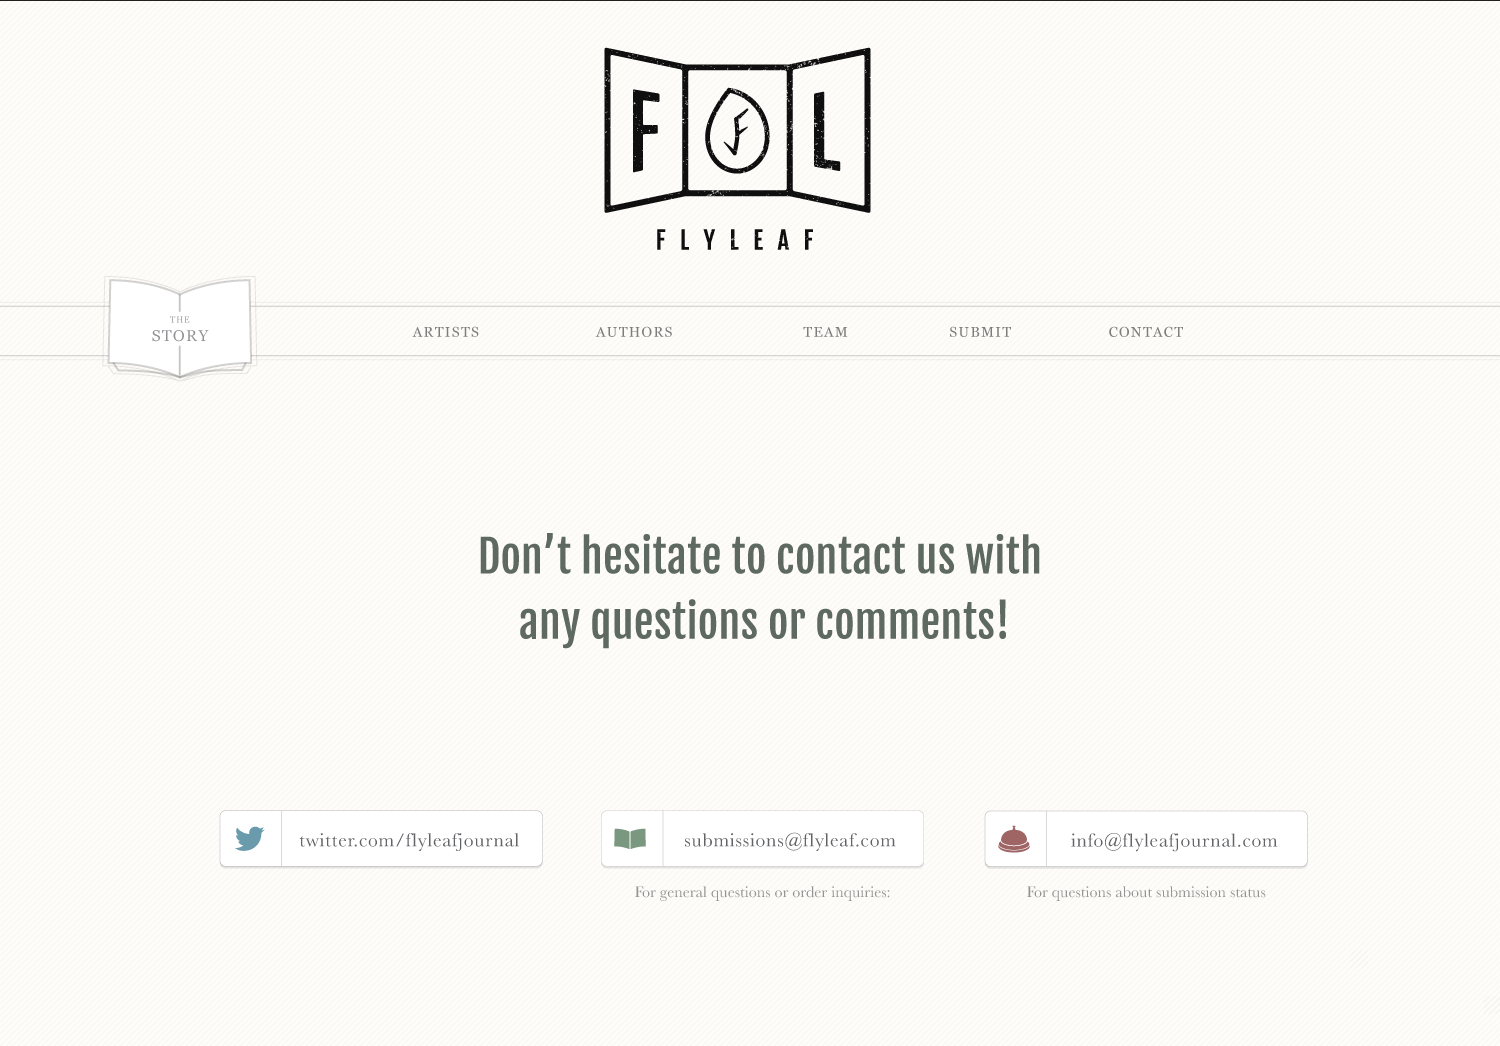 F F L
FLYLEAF
THE
STORY
ARTISTS AUTHORS TEAM SUBMIT CONTACT
Don’t hesitate to contact us with
any questions or comments!
twitter.com/flyleafjournal
submissions@flyleaf.com
For general questions or order inquiries:
info@flyleafjournal.com
For questions about submission status